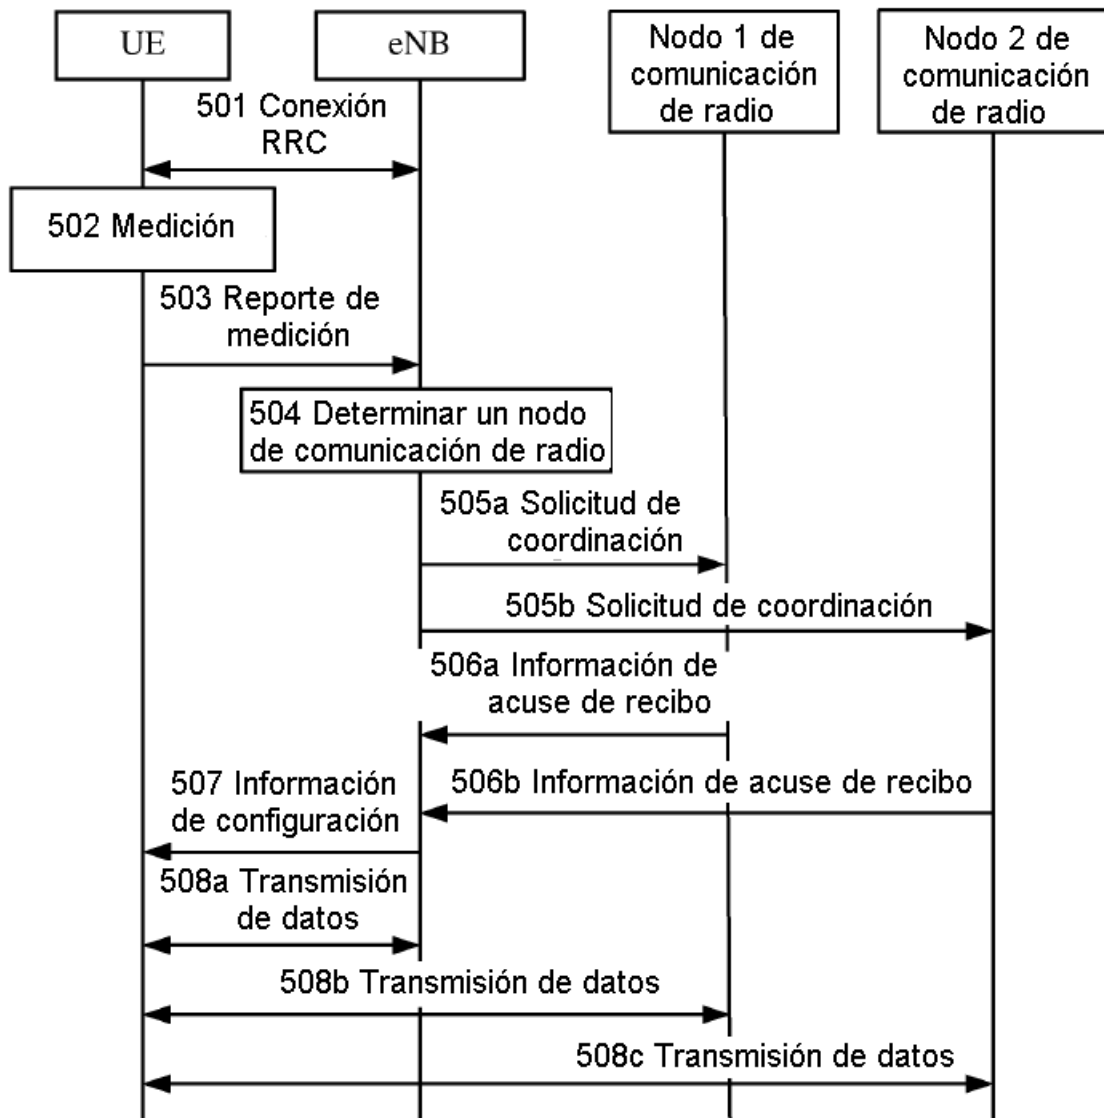 UE
eNB
Nodo 1 de
comunicación
de radio
Nodo 2 de
comunicación
de radio
501 Conexión
RRC
502 Medición
503 Reporte de
medición
504 Determinar un nodo
de comunicación de radio
505a Solicitud de
coordinación
505b Solicitud de coordinación
506a Información de
acuse de recibo
507 Información
de configuración
506b Información de acuse de recibo
508a Transmisión
de datos
508b Transmisión de datos
508c Transmisión de datos